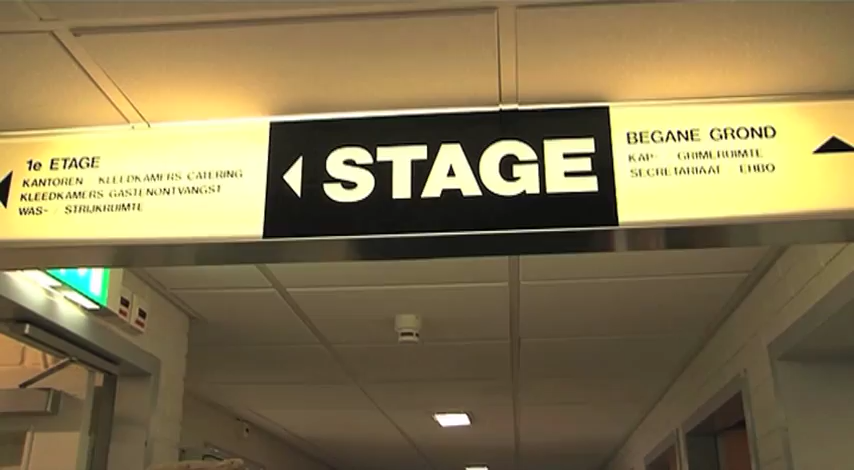 1e ETAGE
KANTOREN KLEEDKAMERS CATERING
KLEEDKAMERS GASTENONTVANGST
WAS- STRIJKRUIMTE
STAGE
BEGANE GROND
KAP- GRIMERUIMTE
SECRETARIAAT EHBO